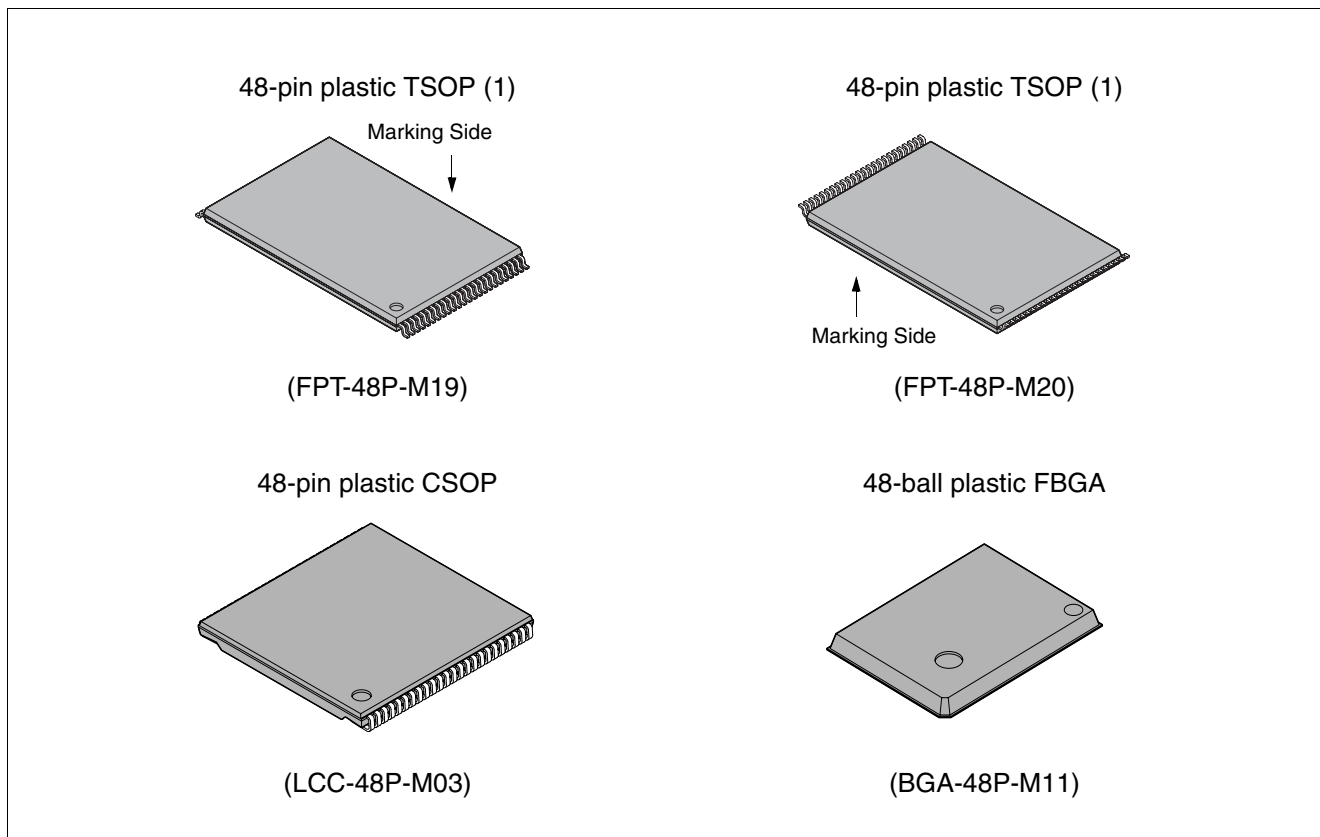 48-pin plastic TSOP (1)
Marking Side
(FPT-48P-M19)
48-pin plastic TSOP (1)
Marking Side
(FPT-48P-M20)
48-pin plastic CSOP
(LCC-48P-M03)
48-ball plastic FBGA
(BGA-48P-M11)